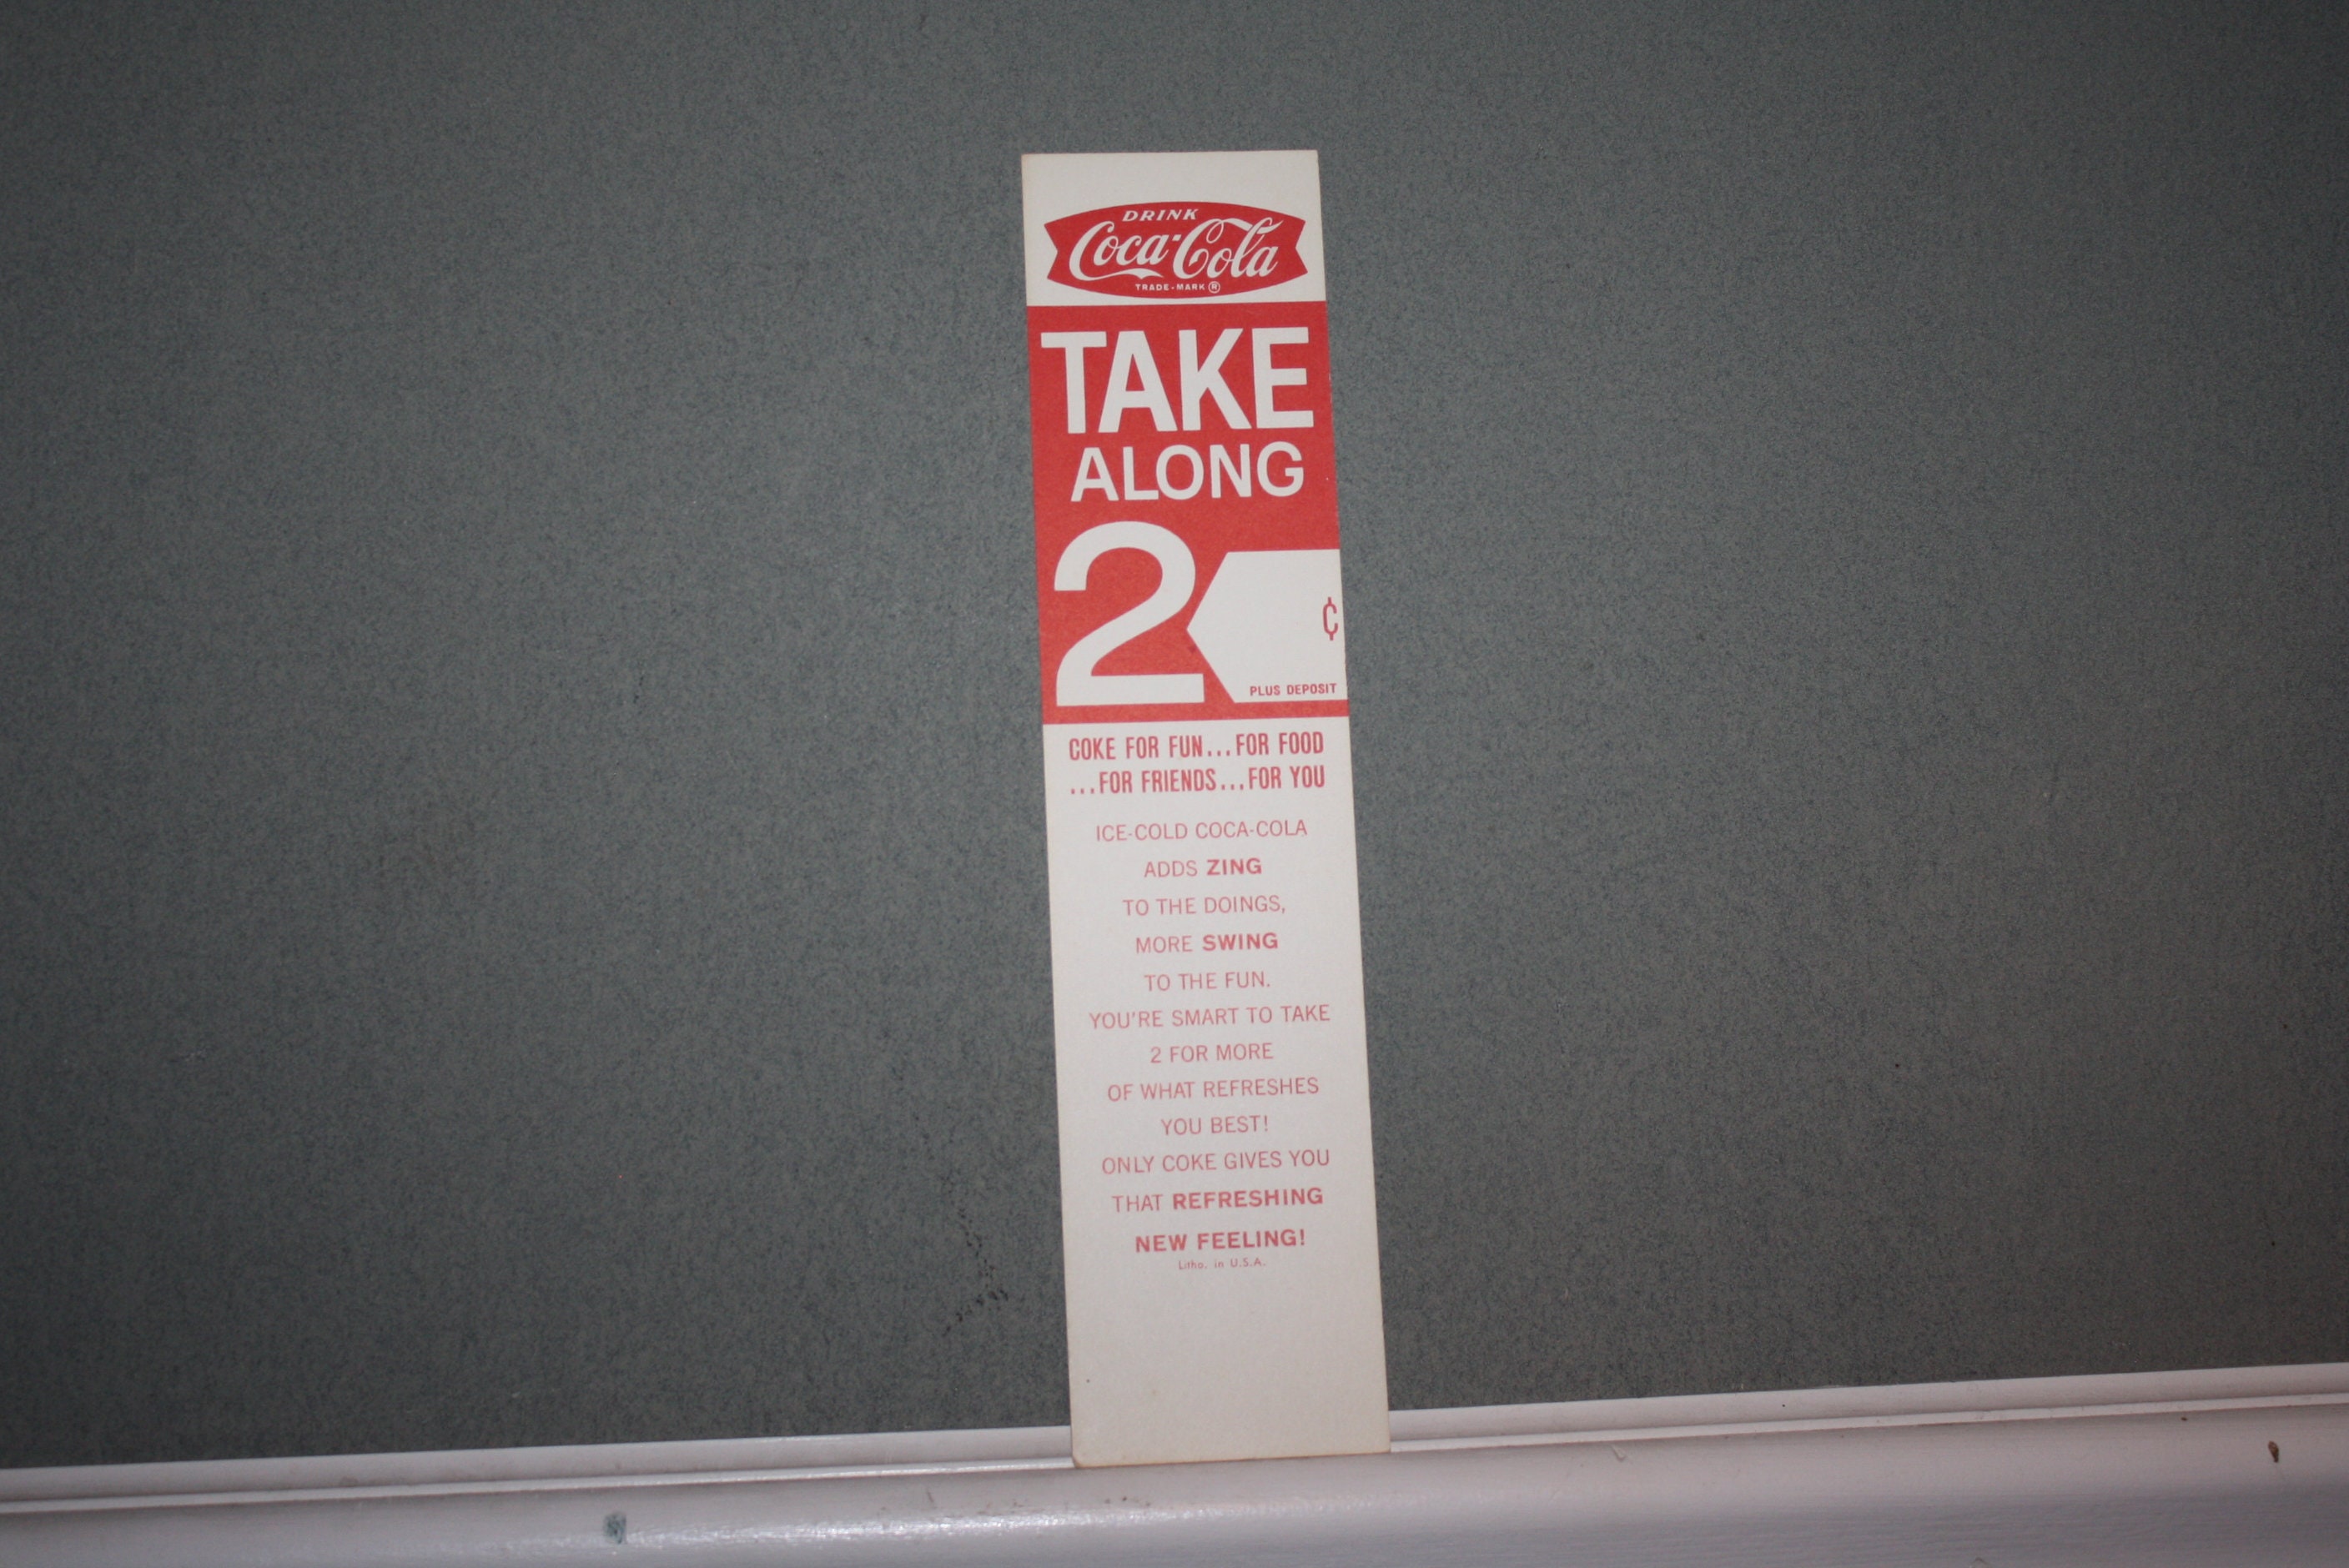 DRINK
Coca-Cola
TRADE-MARK ®
TAKE
ALONG
2
¢
PLUS DEPOSIT
COKE FOR FUN...FOR FOOD
...FOR FRIENDS...FOR YOU
ICE-COLD COCA-COLA
ADDS ZING
TO THE DOINGS,
MORE SWING
TO THE FUN.
YOU'RE SMART TO TAKE
2 FOR MORE
OF WHAT REFRESHES
YOU BEST!
ONLY COKE GIVES YOU
THAT REFRESHING
NEW FEELING!
Litho. in U.S.A.